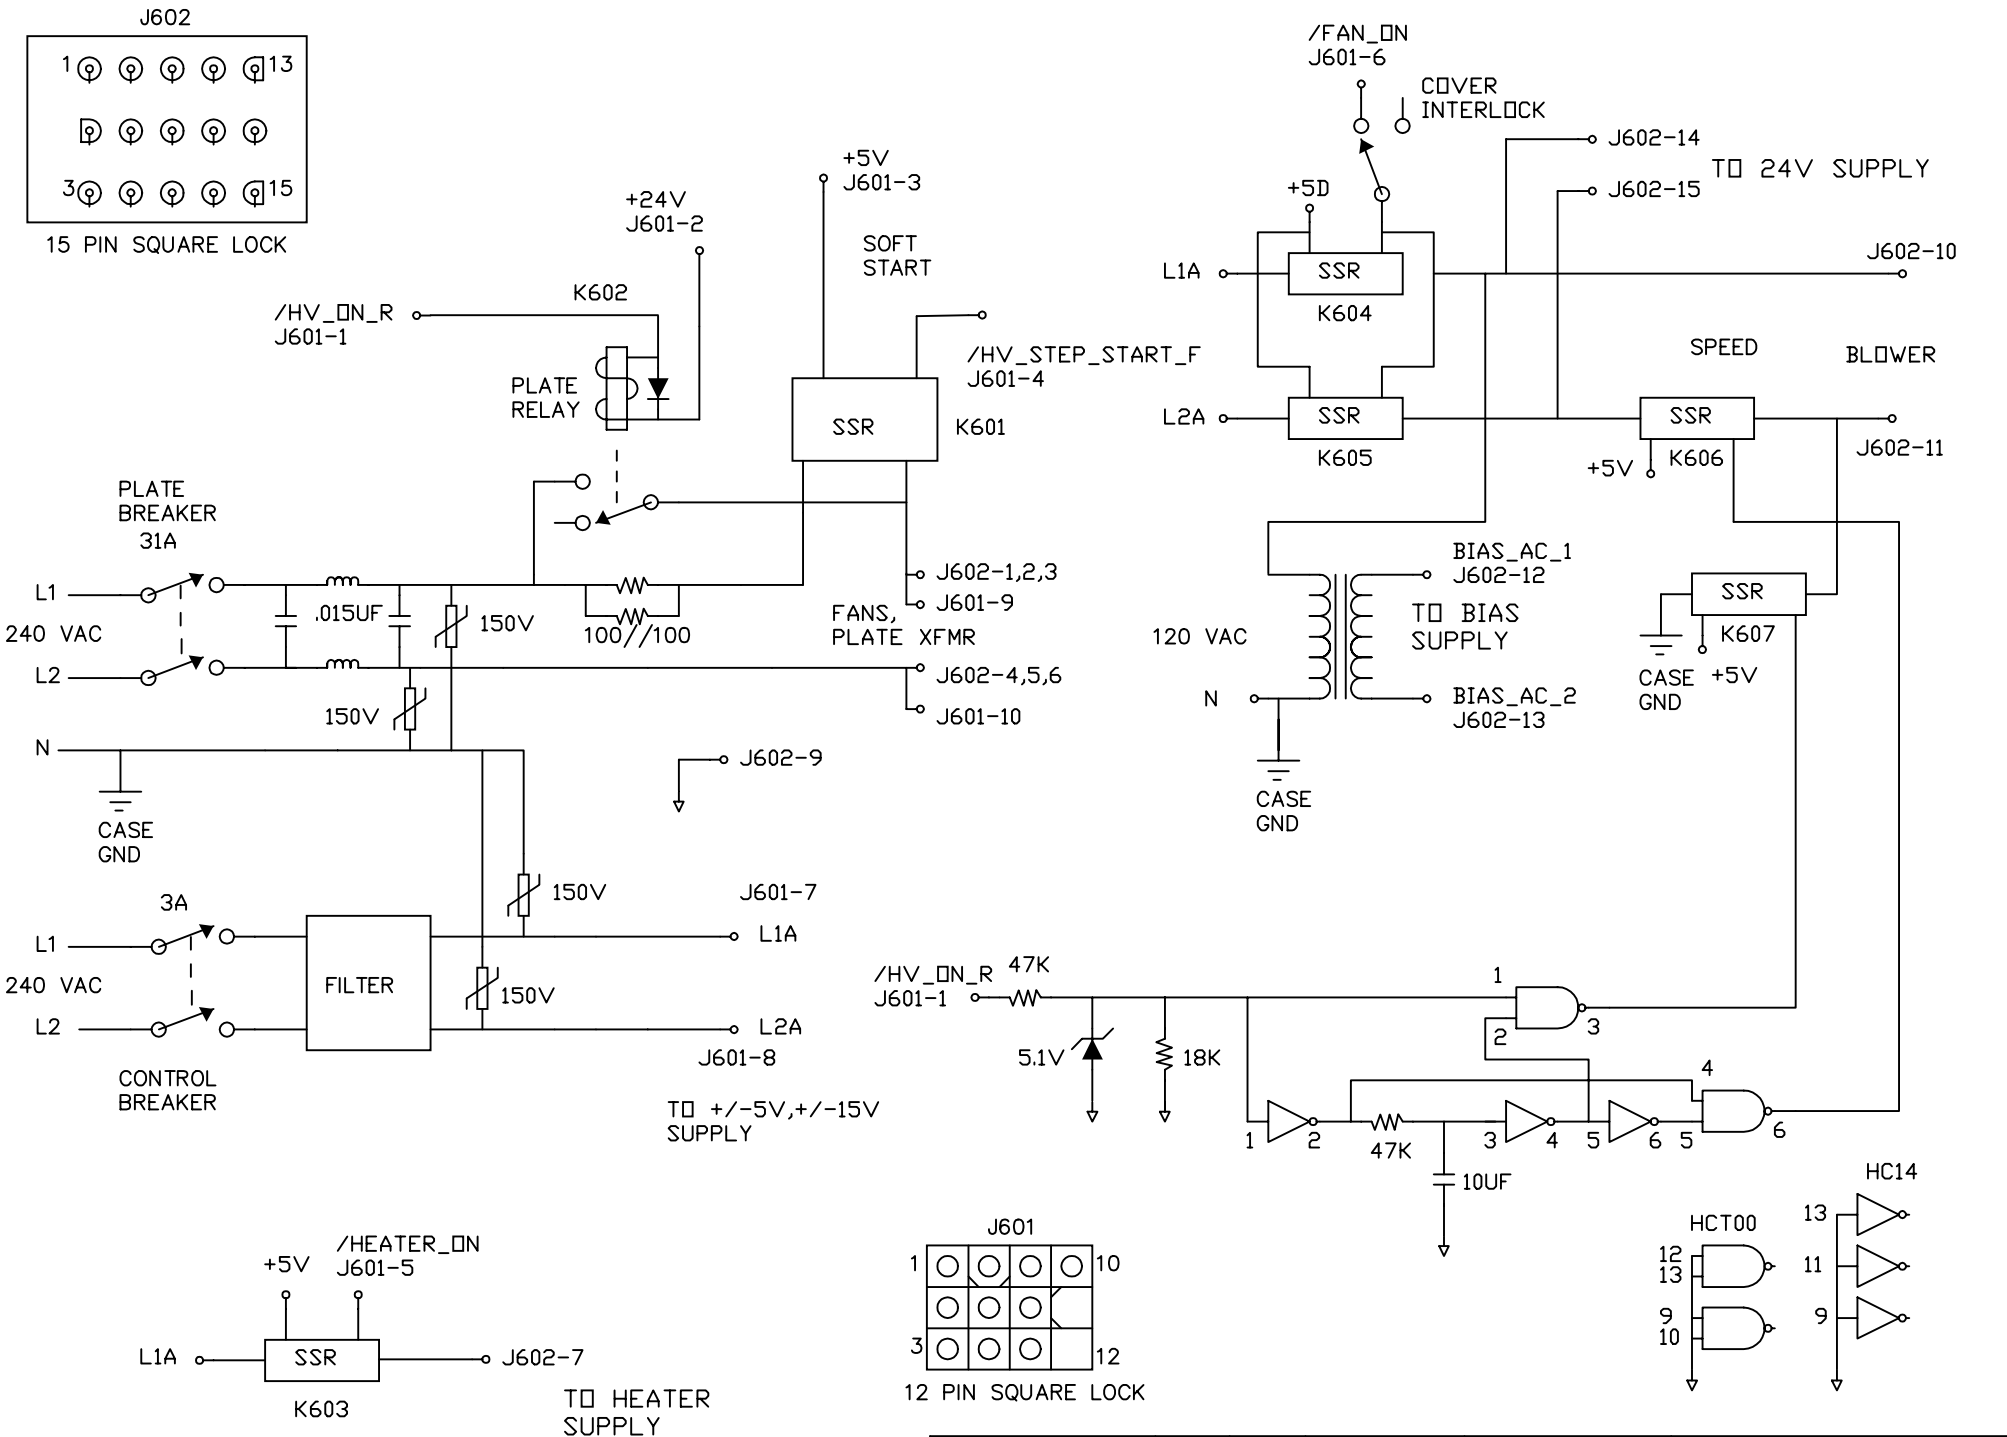 J602
1
13
3
15
15 PIN SQUARE LOCK
/HV_ON_R
J601-1
K602
+24V
J601-2
PLATE
RELAY
+5V
J601-3
SOFT
START
/HV_STEP_START_F
J601-4
SSR
K601
PLATE
BREAKER
31A
L1
240 VAC
L2
.015UF
150V
150V
100//100
FANS,
PLATE XFMR
J602-1,2,3
J601-9
J602-4,5,6
J601-10
N
CASE
GND
J602-9
3A
L1
240 VAC
L2
CONTROL
BREAKER
FILTER
150V
150V
J601-7
L1A
L2A
J601-8
TO +/-5V,+/-15V
SUPPLY
+5V
/HEATER_ON
J601-5
L1A
SSR
K603
J602-7
TO HEATER
SUPPLY
/FAN_ON
J601-6
COVER
INTERLOCK
+5D
L1A
SSR
K604
L2A
SSR
K605
J602-14
J602-15
TO 24V SUPPLY
J602-10
SPEED
BLOWER
SSR
K606
+5V
J602-11
SSR
K607
+5V
CASE
GND
120 VAC
N
CASE
GND
BIAS_AC_1
J602-12
TO BIAS
SUPPLY
BIAS_AC_2
J602-13
/HV_ON_R
J601-1
47K
5.1V
18K
1
2
3
4
1
2
47K
10UF
3
4
5
6
5
6
J601
1
10
3
12
12 PIN SQUARE LOCK
HCT00
12
13
9
10
HC14
13
11
9